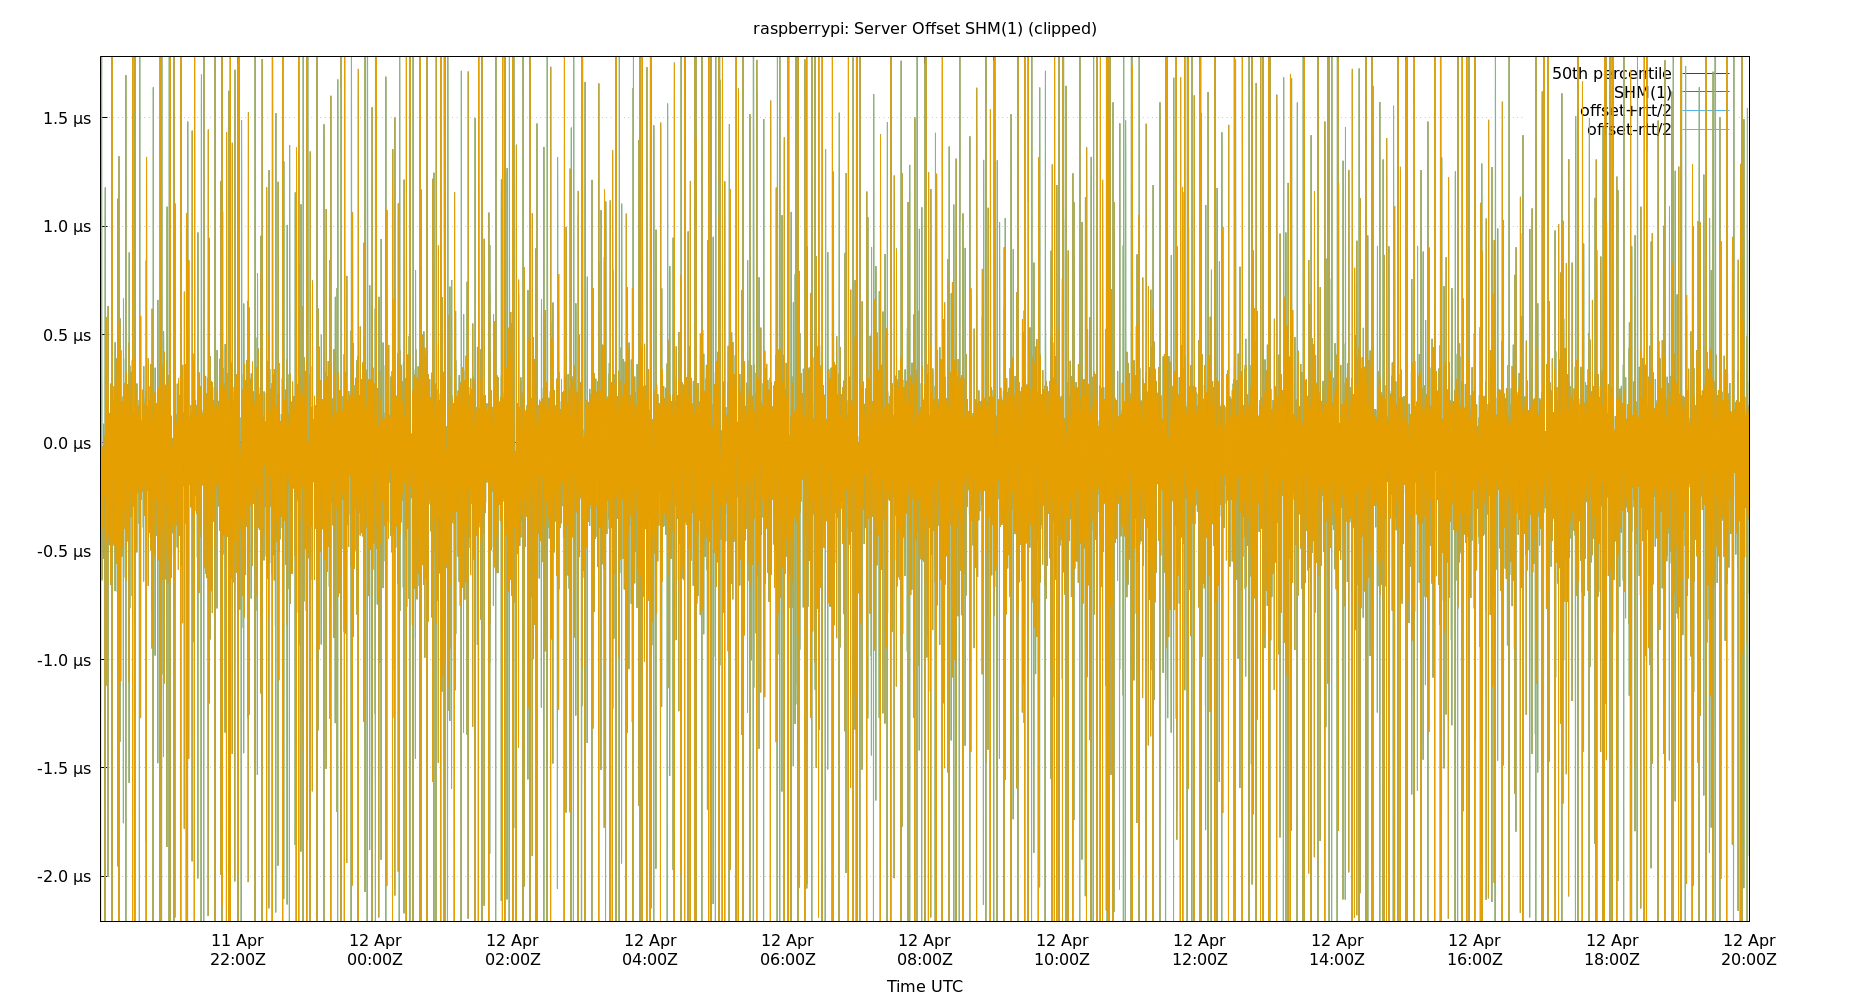 raspberrypi: Server Offset SHM(1) (clipped)
50th percentile
SHM(1)
offset+rtt/2
offset-rtt/2
1.5 µs
1.0 µs
0.5 µs
0.0 µs
-0.5 µs
-1.0 µs
-1.5 µs
-2.0 µs
11 Apr 12 Apr 12 Apr 12 Apr 12 Apr 12 Apr 12 Apr 12 Apr 12 Apr 12 Apr 12 Apr 12 Apr
22:00Z 00:00Z 02:00Z 04:00Z 06:00Z 08:00Z 10:00Z 12:00Z 14:00Z 16:00Z 18:00Z 20:00Z
Time UTC